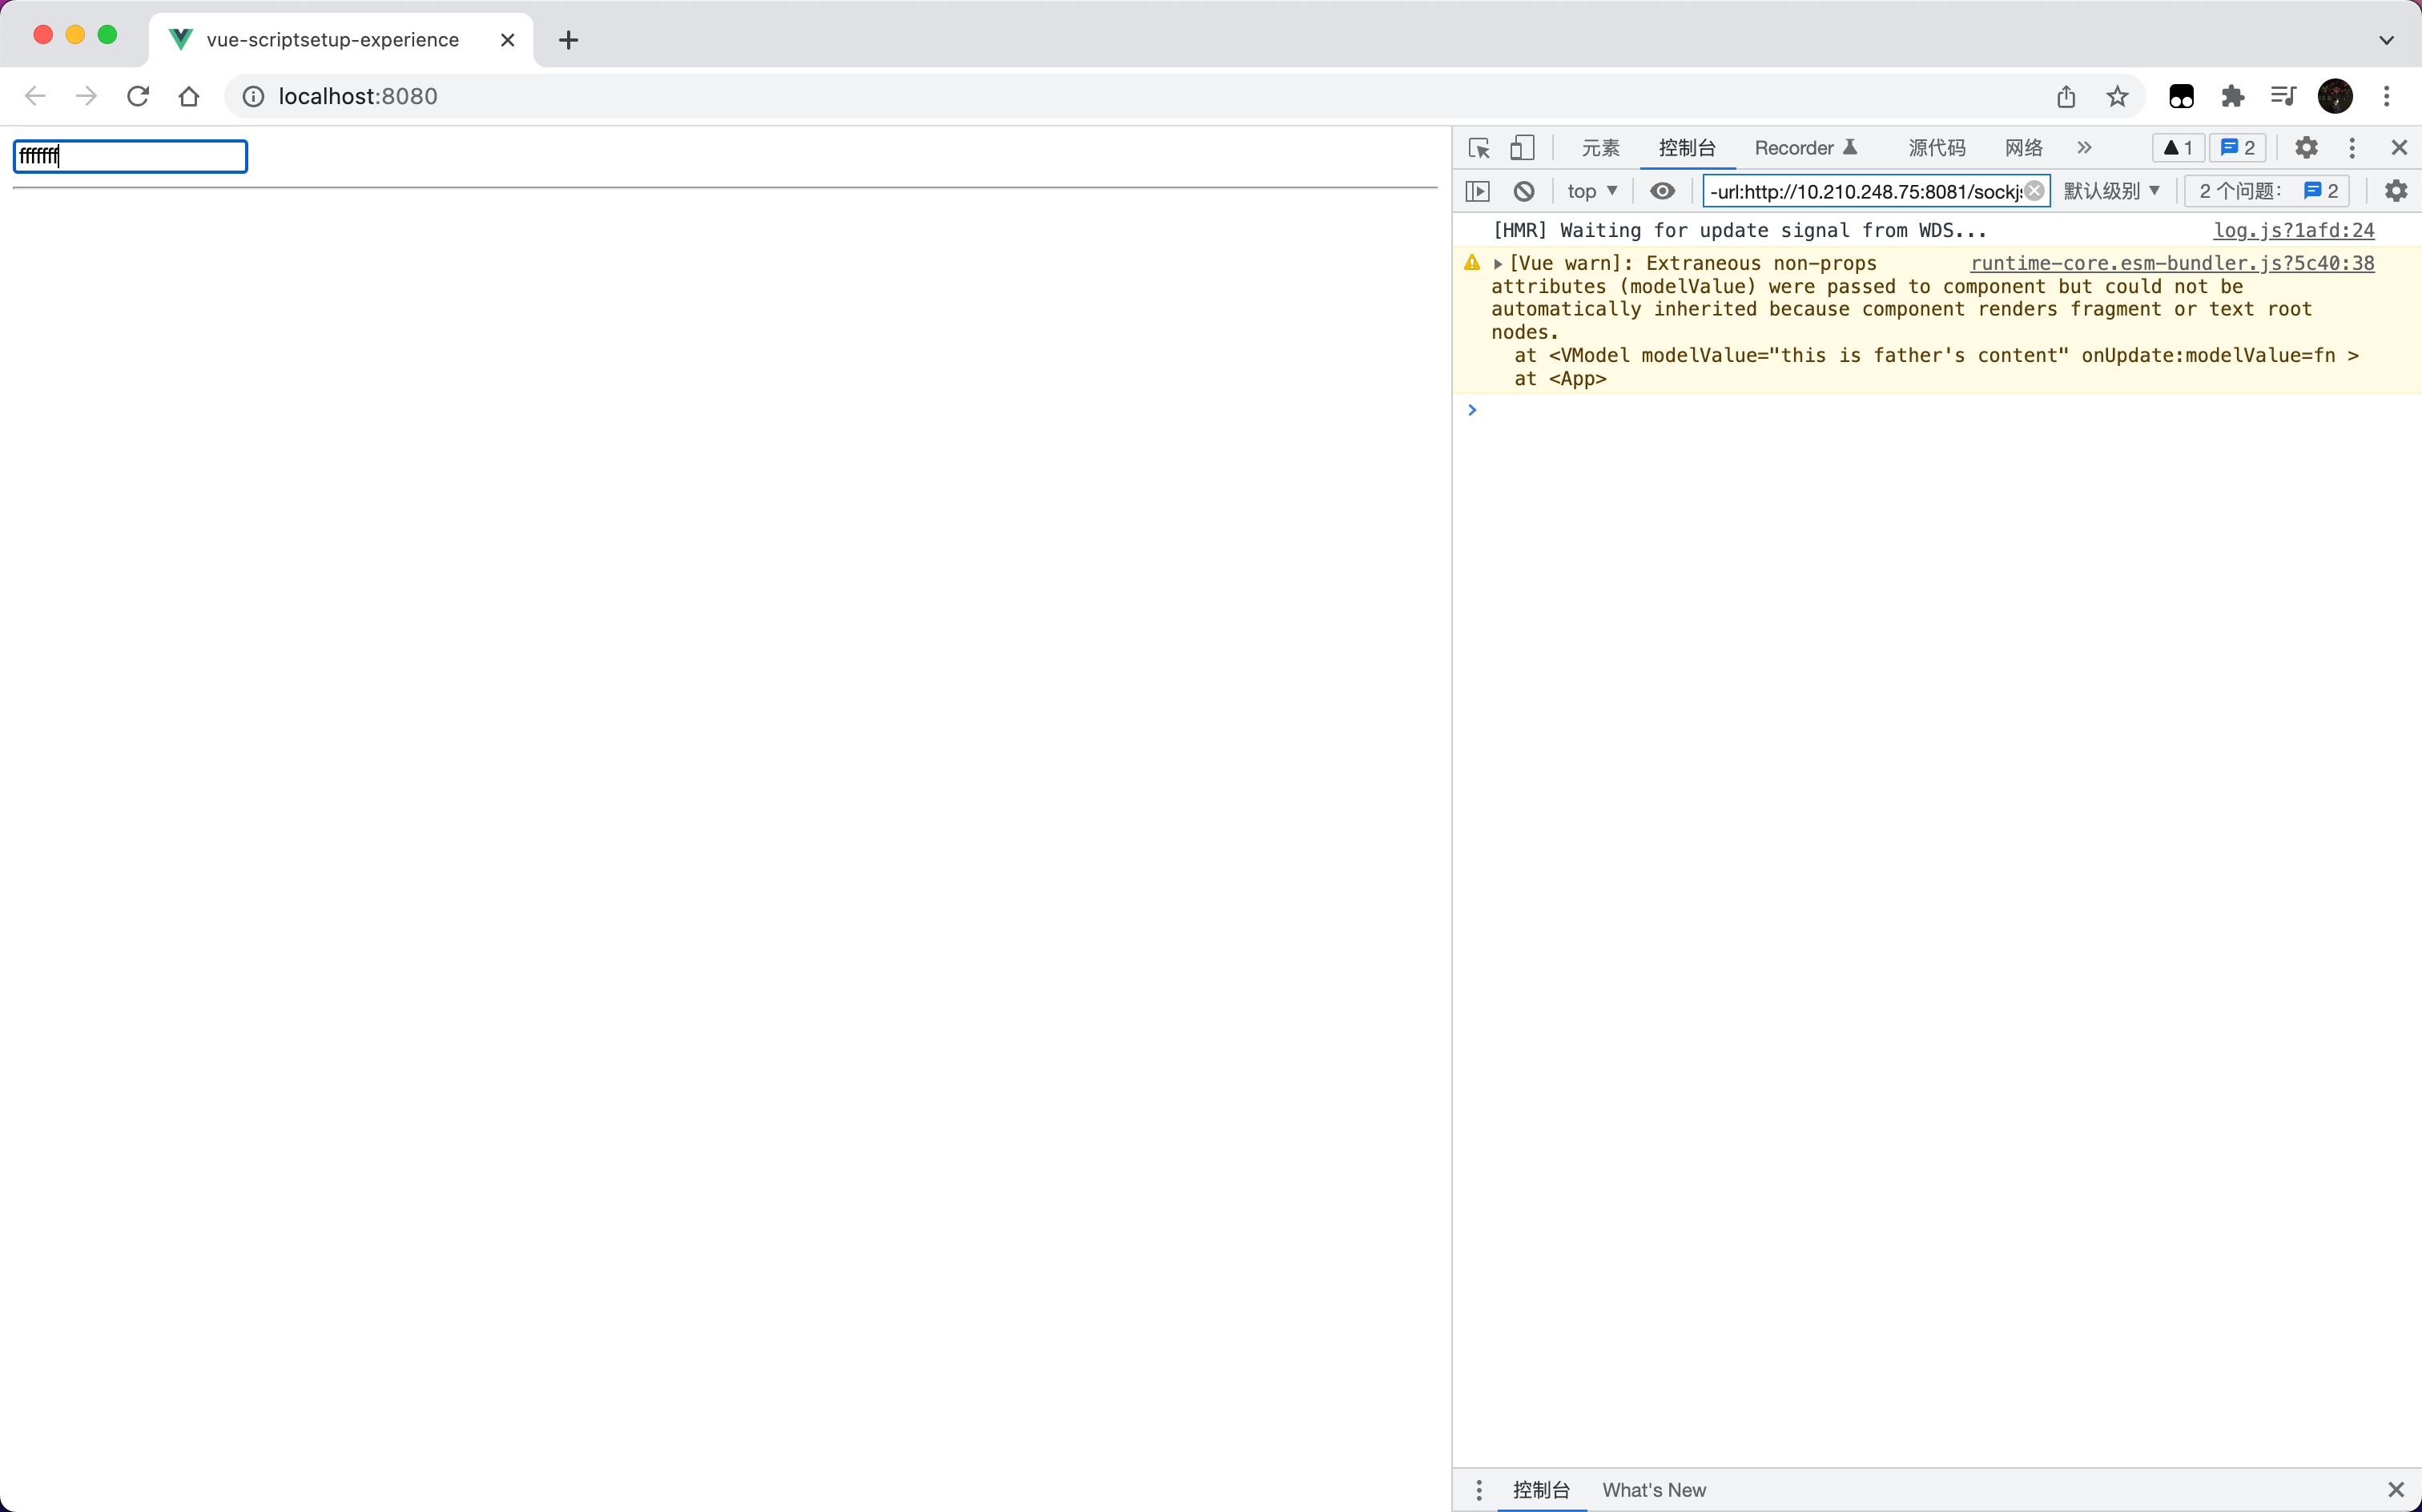 vue-scriptsetup-experience
localhost:8080
fffffff
元素 控制台 Recorder 源代码 网络 1 2
top -url:http://10.210.248.75:8081/sockjs 默认级别 2 个问题： 2
[HMR] Waiting for update signal from WDS... log.js?1afd:24
[Vue warn]: Extraneous non-props runtime-core.esm-bundler.js?5c40:38
attributes (modelValue) were passed to component but could not be
automatically inherited because component renders fragment or text root
nodes.
at <VModel modelValue="this is father's content" onUpdate:modelValue=fn >
at <App>
控制台 What's New